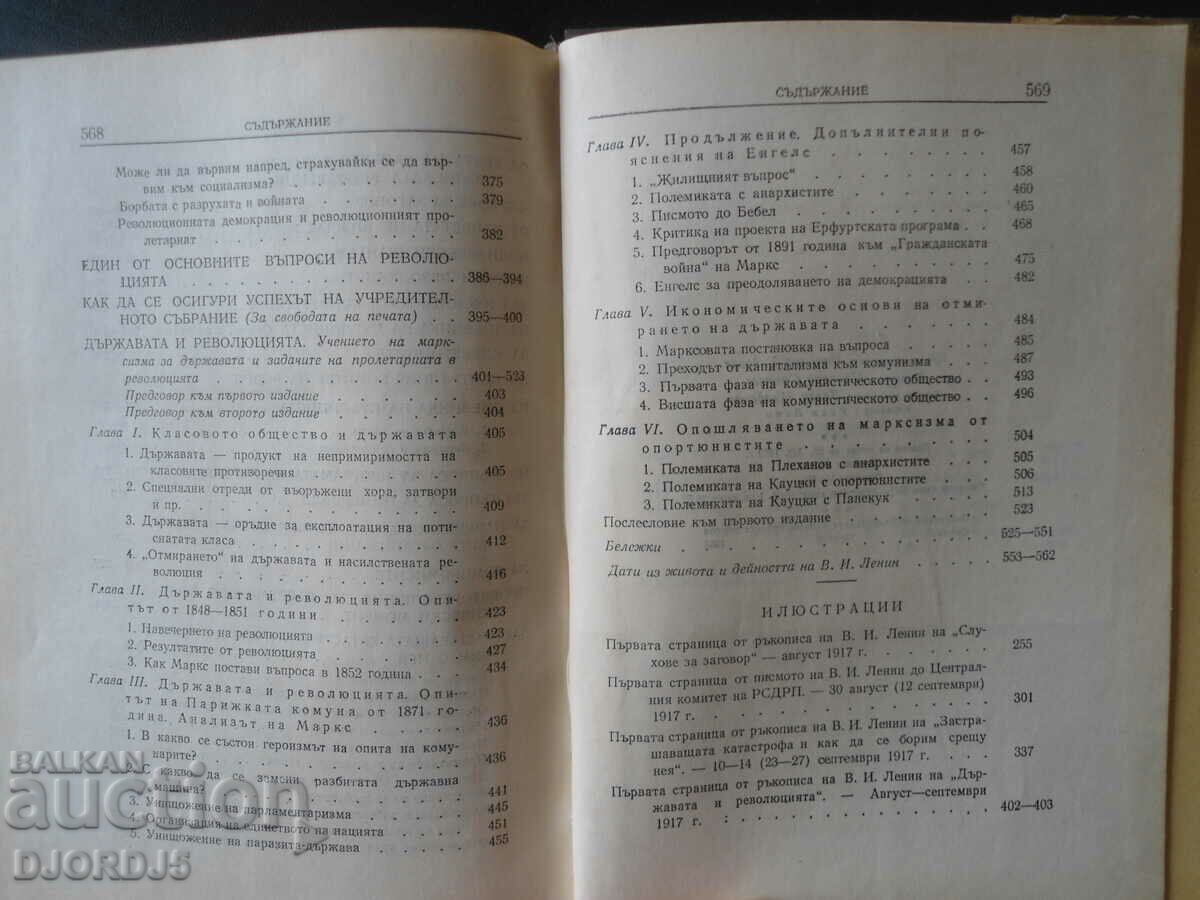 568 СЪДЪРЖАНИЕ
Може ли да вървим напред, страхувайки се да вър-
вим към социализма? . . . . . . . . . . 375
Борбата с разрухата и войната . . . . . . . . 379
Революционната демокрация и революционният про-
летариат . . . . . . . . . . . . . . 382
ЕДИН ОТ ОСНОВНИТЕ ВЪПРОСИ НА РЕВОЛЮ-
ЦИЯТА . . . . . . . . . . . . . . . 386—394
КАК ДА СЕ ОСИГУРИ УСПЕХЪТ НА УЧРЕДИТЕЛ-
НОТО СЪБРАНИЕ (За свободата на печата) . . 395—400
ДЪРЖАВАТА И РЕВОЛЮЦИЯТА. Учението на марк-
сизма за държавата и задачите на пролетариата в
революцията . . . . . . . . . . . . . 401—523
Предговор към първото издание . . . . . . . 403
Предговор към второто издание . . . . . . . 404
Глава I. Класовото общество и държавата 405
1. Държавата — продукт на непримиримостта на
класовите противоречия . . . . . . . . 405
2. Специални отреди от въоръжени хора, затвори
и пр. . . . . . . . . . . . . . . 409
3. Държавата — оръдие за експлоатация на поти-
снатата класа . . . . . . . . . . . 412
4. „Отмирането“ на държавата и насилствената ре-
волюция . . . . . . . . . . . . . 416
Глава II. Държавата и революцията. Опи-
тът от 1848—1851 години . . . . . . . . 423
1. Навечерието на революцията . . . . . . . 423
2. Резултатите от революцията . . . . . . . 427
3. Как Маркс постави въпроса в 1852 година . . . 434
Глава III. Държавата и революцията. Опи-
тът на Парижката комуна от 1871 го-
дина. Анализът на Маркс . . . . . . . 436
1. В какво се състои героизмът на опита на кому-
нарите? . . . . . . . . . . . . . 436
2. С какво да се замени разбитата държавна
„машина? . . . . . . . . . . . . 441
3. Унищожение на парламентаризма . . . . . 445
4. Организация на единството на нацията . . . . 451
5. Унищожение на паразита-държава . . . . . 455
СЪДЪРЖАНИЕ 569
Глава IV. Продължение. Допълнителни по-
яснения на Енгелс . . . . . . . . 457
1. „Жилищният въпрос“ . . . . . . . . . 458
2. Полемиката с анархистите . . . . . . . 460
3. Писмото до Бебел . . . . . . . . . . 465
4. Критика на проекта на Ерфуртската програма . . 468
5. Предговорът от 1891 година към „Гражданската
война“ на Маркс . . . . . . . . . . 475
6. Енгелс за преодоляването на демокрацията . . 482
Глава V. Икономическите основи на отми-
рането на държавата . . . . . . . . 484
1. Марксовата постановка на въпроса . . . . 485
2. Преходът от капитализма към комунизма . . . 487
3. Първата фаза на комунистическото общество . . 493
4. Висшата фаза на комунистическото общество . . 496
Глава VI. Опошляването на марксизма от
опортюнистите . . . . . . . . . . 504
1. Полемиката на Плеханов с анархистите . . . 505
2. Полемиката на Кауцки с опортюнистите . . . 506
3. Полемиката на Кауцки с Панекук . . . . . 513
Послесловие към първото издание . . . . . . . 523
Бележки . . . . . . . . . . . . . . 525—551
Дати из живота и дейността на В. И. Ленин . . . . . 553—562
ИЛЮСТРАЦИИ
Първата страница от ръкописа на В. И. Ленин на „Слу-
хове за заговор“ — август 1917 г. . . . . . . . 255
Първата страница от писмото на В. И. Ленин до Централ-
ния комитет на РСДРП. — 30 август (12 септември)
1917 г. . . . . . . . . . . . . . . 301
Първата страница от ръкописа на В. И. Ленин на „Застра-
шаващата катастрофа и как да се борим срещу
нея“. — 10—14 (23—27) септември 1917 г. . . . 337
Първата страница от ръкописа на В. И. Ленин на „Дър-
жавата и революцията“. — Август—септември
1917 г. . . . . . . . . . . . . . . 402—403
BALKAN
auction
DJORDJ5